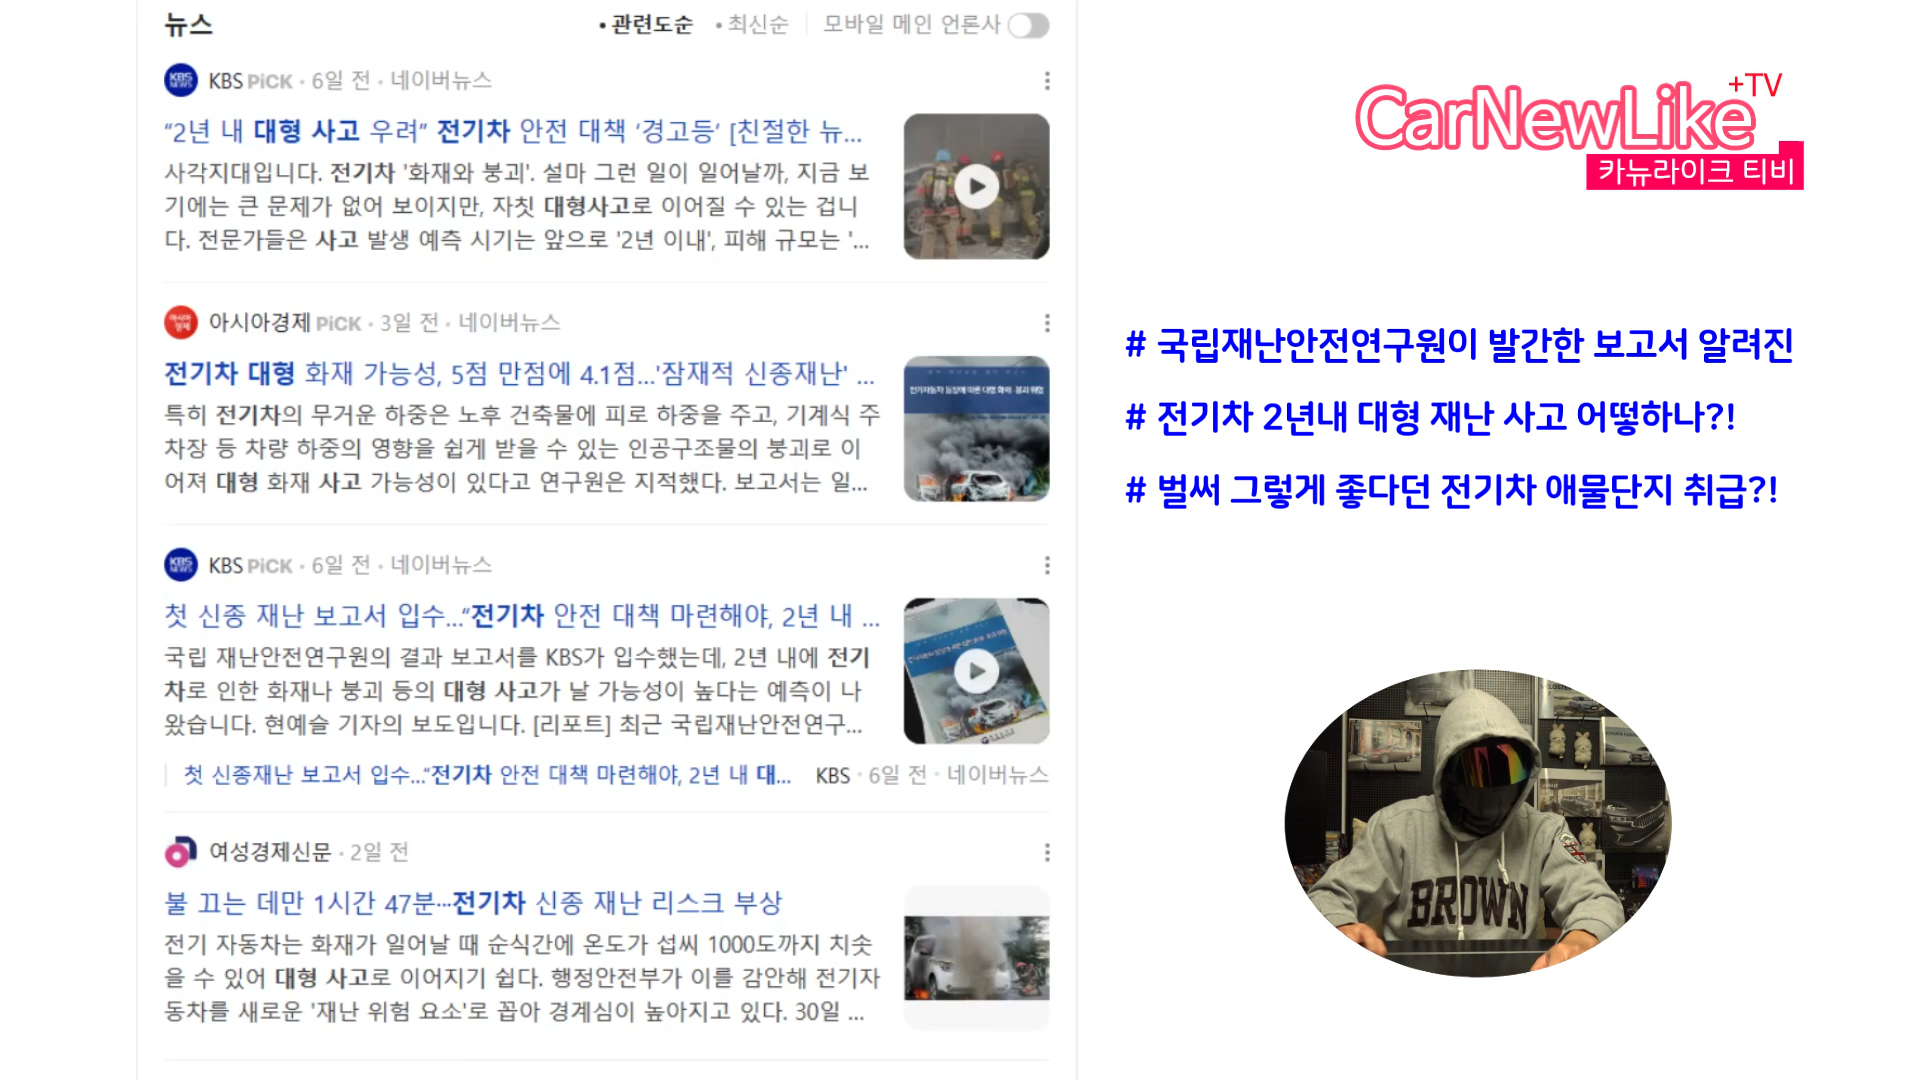 뉴스
• 관련도순 • 최신순 모바일 메인 언론사
KBS PiCK · 6일 전 · 네이버뉴스
“2년 내 대형 사고 우려” 전기차 안전 대책 ‘경고등’ [친절한 뉴...
사각지대입니다. 전기차 '화재와 붕괴'. 설마 그런 일이 일어날까, 지금 보
기에는 큰 문제가 없어 보이지만, 자칫 대형사고로 이어질 수 있는 겁니
다. 전문가들은 사고 발생 예측 시기는 앞으로 '2년 이내', 피해 규모는 '...
아시아경제 PiCK · 3일 전 · 네이버뉴스
전기차 대형 화재 가능성, 5점 만점에 4.1점...'잠재적 신종재난' ...
특히 전기차의 무거운 하중은 노후 건축물에 피로 하중을 주고, 기계식 주
차장 등 차량 하중의 영향을 쉽게 받을 수 있는 인공구조물의 붕괴로 이
어져 대형 화재 사고 가능성이 있다고 연구원은 지적했다. 보고서는 일...
KBS PiCK · 6일 전 · 네이버뉴스
첫 신종 재난 보고서 입수...“전기차 안전 대책 마련해야, 2년 내 ...
국립 재난안전연구원의 결과 보고서를 KBS가 입수했는데, 2년 내에 전기
차로 인한 화재나 붕괴 등의 대형 사고가 날 가능성이 높다는 예측이 나
왔습니다. 현예슬 기자의 보도입니다. [리포트] 최근 국립재난안전연구...
첫 신종재난 보고서 입수...“전기차 안전 대책 마련해야, 2년 내 대... KBS · 6일 전 · 네이버뉴스
여성경제신문 · 2일 전
불 끄는 데만 1시간 47분···전기차 신종 재난 리스크 부상
전기 자동차는 화재가 일어날 때 순식간에 온도가 섭씨 1000도까지 치솟
을 수 있어 대형 사고로 이어지기 쉽다. 행정안전부가 이를 감안해 전기자
동차를 새로운 '재난 위험 요소'로 꼽아 경계심이 높아지고 있다. 30일 ...
CarNewLike +TV
카뉴라이크 티비
# 국립재난안전연구원이 발간한 보고서 알려진
# 전기차 2년내 대형 재난 사고 어떻하나?!
# 벌써 그렇게 좋다던 전기차 애물단지 취급?!
BROWN